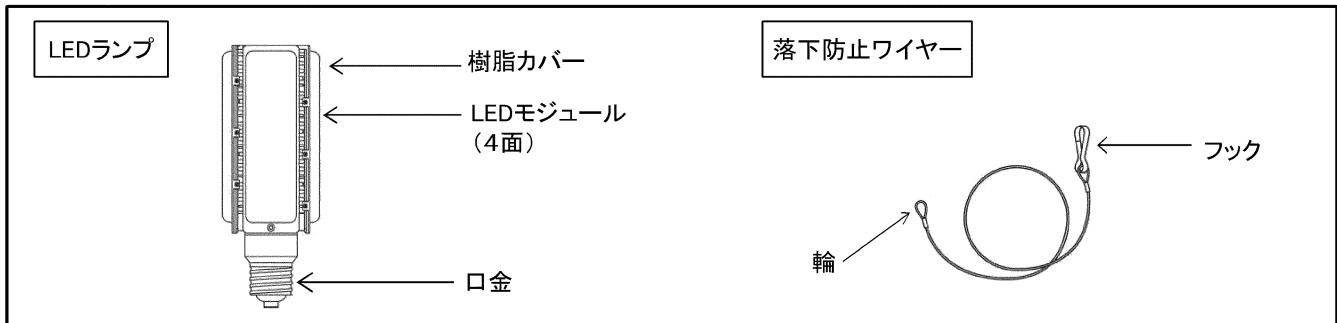 LEDランプ
樹脂カバー
LEDモジュール
（４面）
口金
落下防止ワイヤー
フック
輪